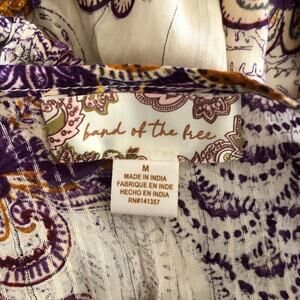 band of the free
M
MADE IN INDIA
FABRIQUE EN INDE
HECHO EN INDIA
RN#141357